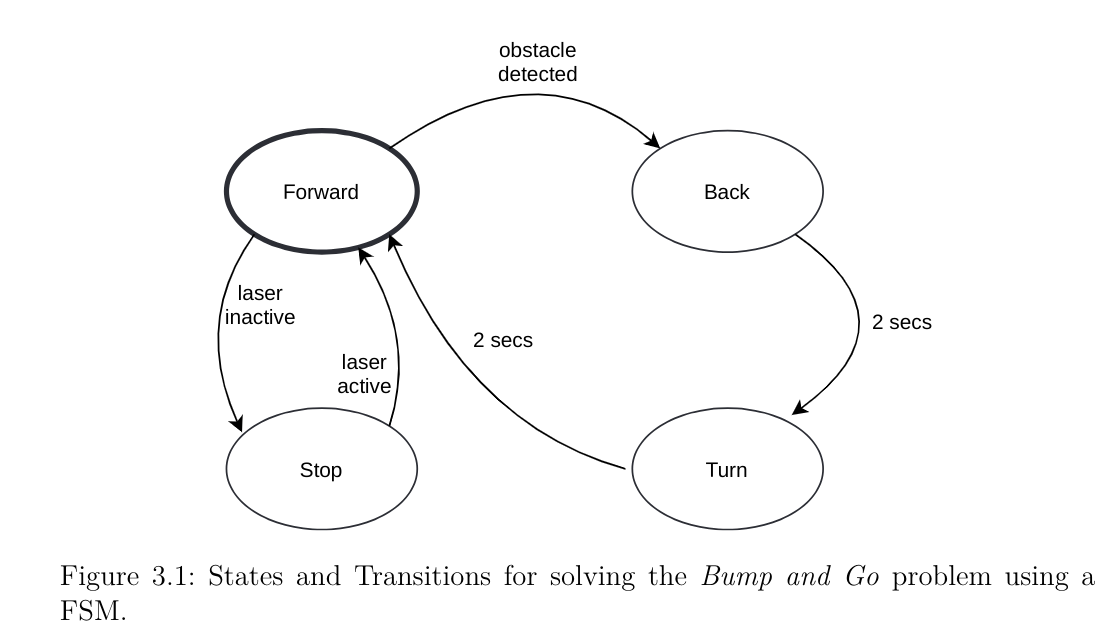 obstacle
detected
Forward
Back
laser
inactive
2 secs
2 secs
laser
active
Stop
Turn
Figure 3.1: States and Transitions for solving the Bump and Go problem using a
FSM.